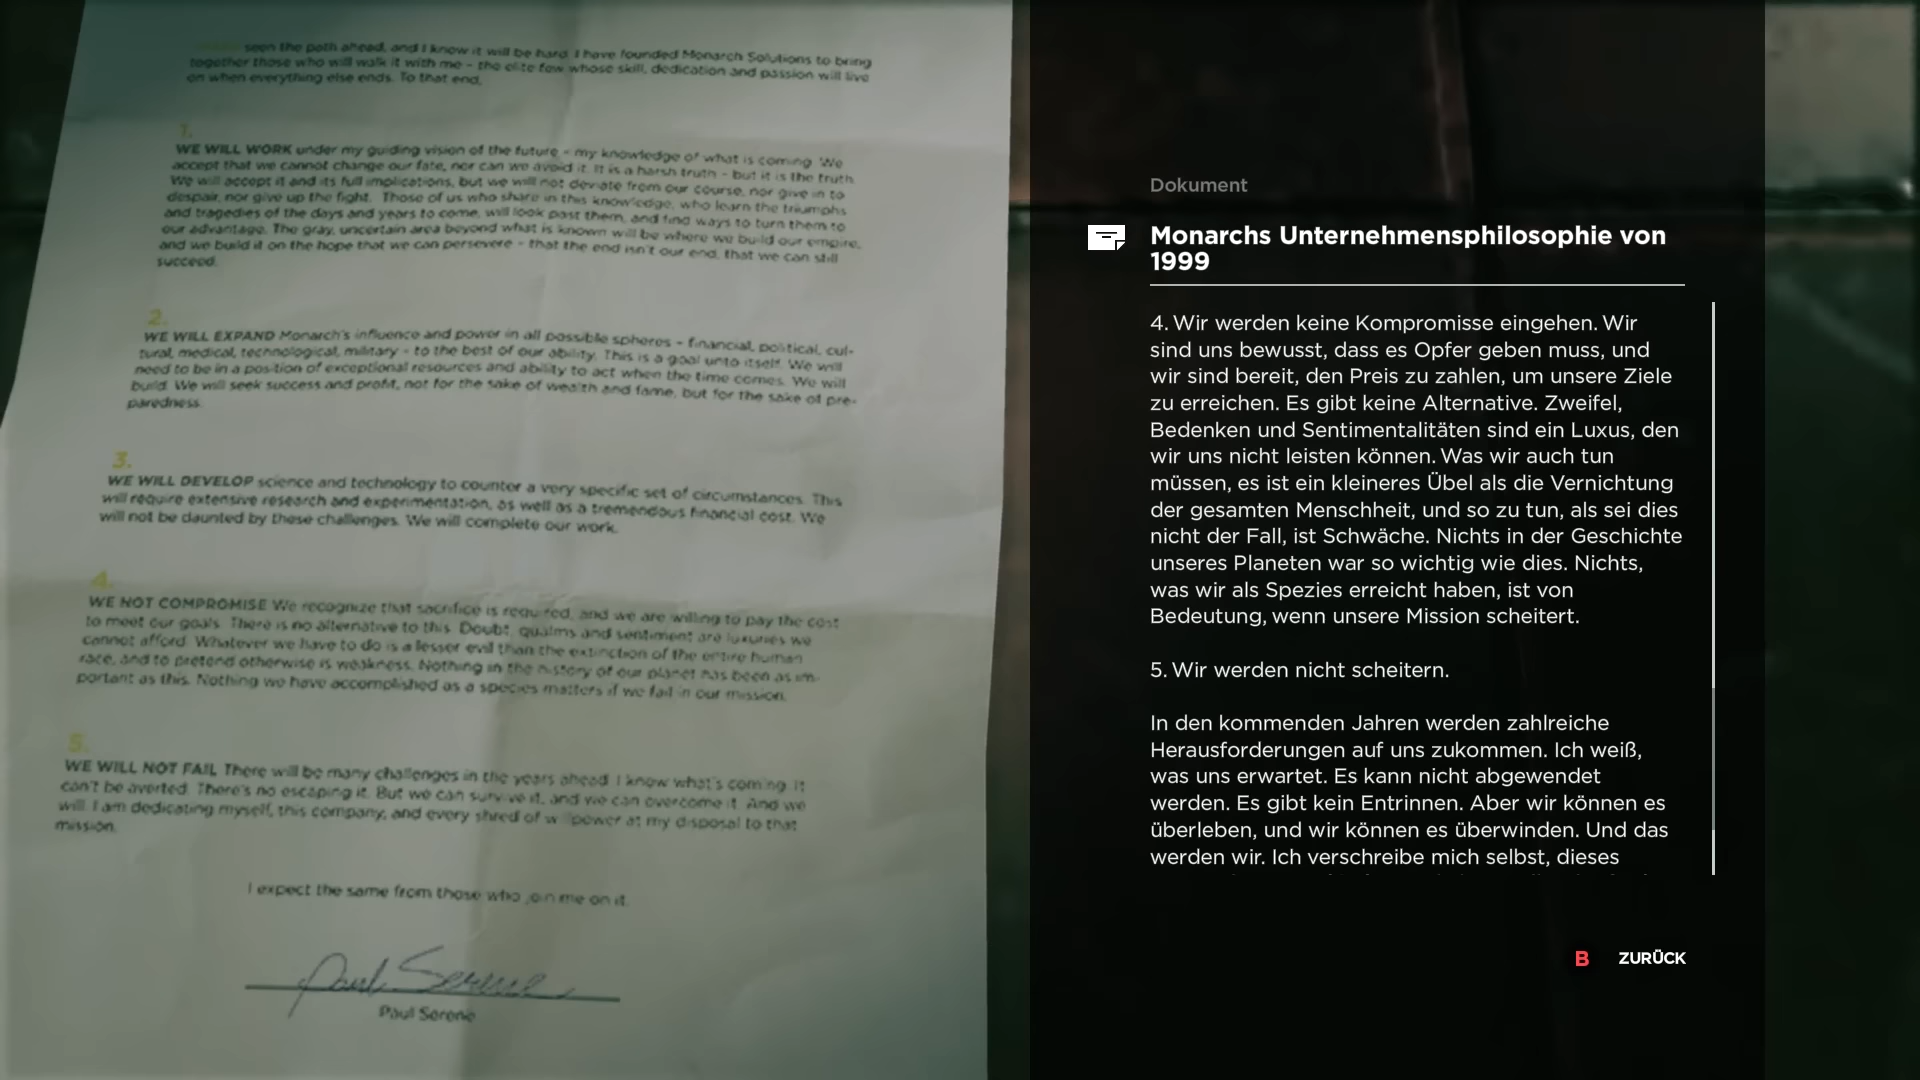 seen the path ahead, and I know it will be hard. I have founded Monarch Solutions to bring
together those who will walk it with me - the elite few whose skill, dedication and passion will live
on when everything else ends. To that end,
1.
WE WILL WORK under my guiding vision of the future - my knowledge of what is coming. We
accept that we cannot change our fate, nor can we avoid it. It is a harsh truth - but it is the truth.
We will accept it and its full implications, but we will not deviate from our course, nor give in to
despair, nor give up the fight. Those of us who share in this knowledge, who learn the triumphs
and tragedies of the days and years to come, will look past them, and find ways to turn them to
our advantage. The gray, uncertain area beyond what is known will be where we build our empire,
and we build it on the hope that we can persevere - that the end isn't our end, that we can still
succeed.
2.
WE WILL EXPAND Monarch's influence and power in all possible spheres - financial, political, cul-
tural, medical, technological, military - to the best of our ability. This is a goal unto itself. We will
need to be in a position of exceptional resources and ability to act when the time comes. We will
build. We will seek success and profit, not for the sake of wealth and fame, but for the sake of pre-
paredness.
3.
WE WILL DEVELOP science and technology to counter a very specific set of circumstances. This
will require extensive research and experimentation, as well as a tremendous financial cost. We
will not be daunted by these challenges. We will complete our work.
4.
WE NOT COMPROMISE We recognize that sacrifice is required, and we are willing to pay the cost
to meet our goals. There is no alternative to this. Doubt, qualms and sentiment are luxuries we
cannot afford. Whatever we have to do is a lesser evil than the extinction of the entire human
race, and to pretend otherwise is weakness. Nothing in the history of our planet has been as im-
portant as this. Nothing we have accomplished as a species matters if we fail in our mission.
5.
WE WILL NOT FAIL There will be many challenges in the years ahead. I know what's coming. It
can't be averted. There's no escaping it. But we can survive it, and we can overcome it. And we
will. I am dedicating myself, this company, and every shred of willpower at my disposal to that
mission.
I expect the same from those who join me on it.
Paul Serene
Paul Serene
Dokument
Monarchs Unternehmensphilosophie von
1999
4. Wir werden keine Kompromisse eingehen. Wir
sind uns bewusst, dass es Opfer geben muss, und
wir sind bereit, den Preis zu zahlen, um unsere Ziele
zu erreichen. Es gibt keine Alternative. Zweifel,
Bedenken und Sentimentalitäten sind ein Luxus, den
wir uns nicht leisten können. Was wir auch tun
müssen, es ist ein kleineres Übel als die Vernichtung
der gesamten Menschheit, und so zu tun, als sei dies
nicht der Fall, ist Schwäche. Nichts in der Geschichte
unseres Planeten war so wichtig wie dies. Nichts,
was wir als Spezies erreicht haben, ist von
Bedeutung, wenn unsere Mission scheitert.
5. Wir werden nicht scheitern.
In den kommenden Jahren werden zahlreiche
Herausforderungen auf uns zukommen. Ich weiß,
was uns erwartet. Es kann nicht abgewendet
werden. Es gibt kein Entrinnen. Aber wir können es
überleben, und wir können es überwinden. Und das
werden wir. Ich verschreibe mich selbst, dieses
B ZURÜCK